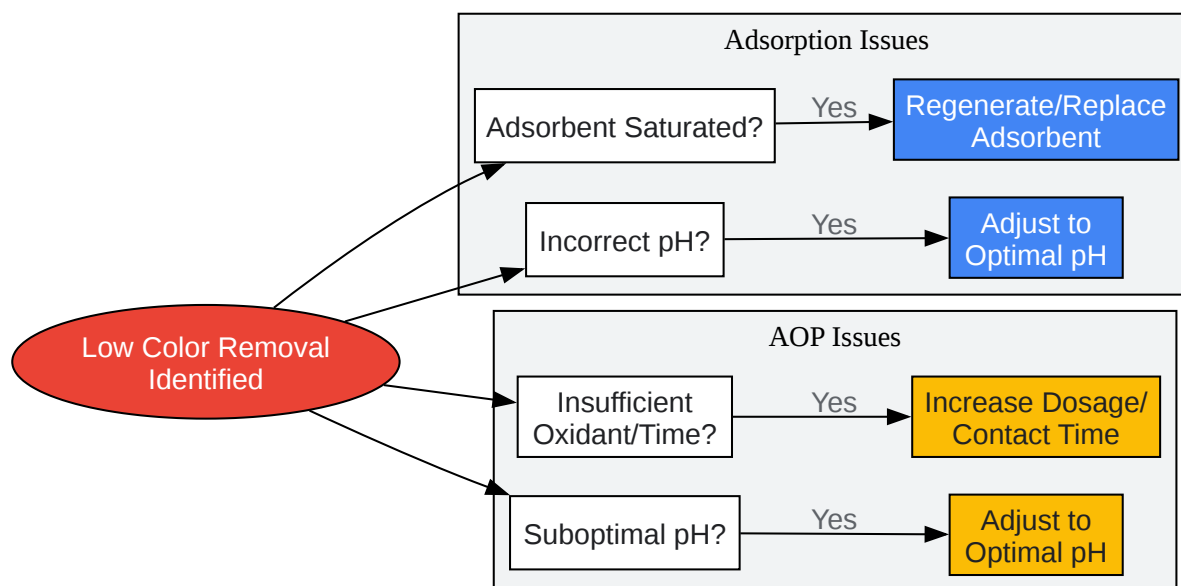 Adsorption Issues
Adsorbent Saturated?
Yes
Regenerate/Replace
Adsorbent
Incorrect pH?
Yes
Adjust to
Optimal pH
Low Color Removal
Identified
AOP Issues
Insufficient
Oxidant/Time?
Yes
Increase Dosage/
Contact Time
Suboptimal pH?
Yes
Adjust to
Optimal pH